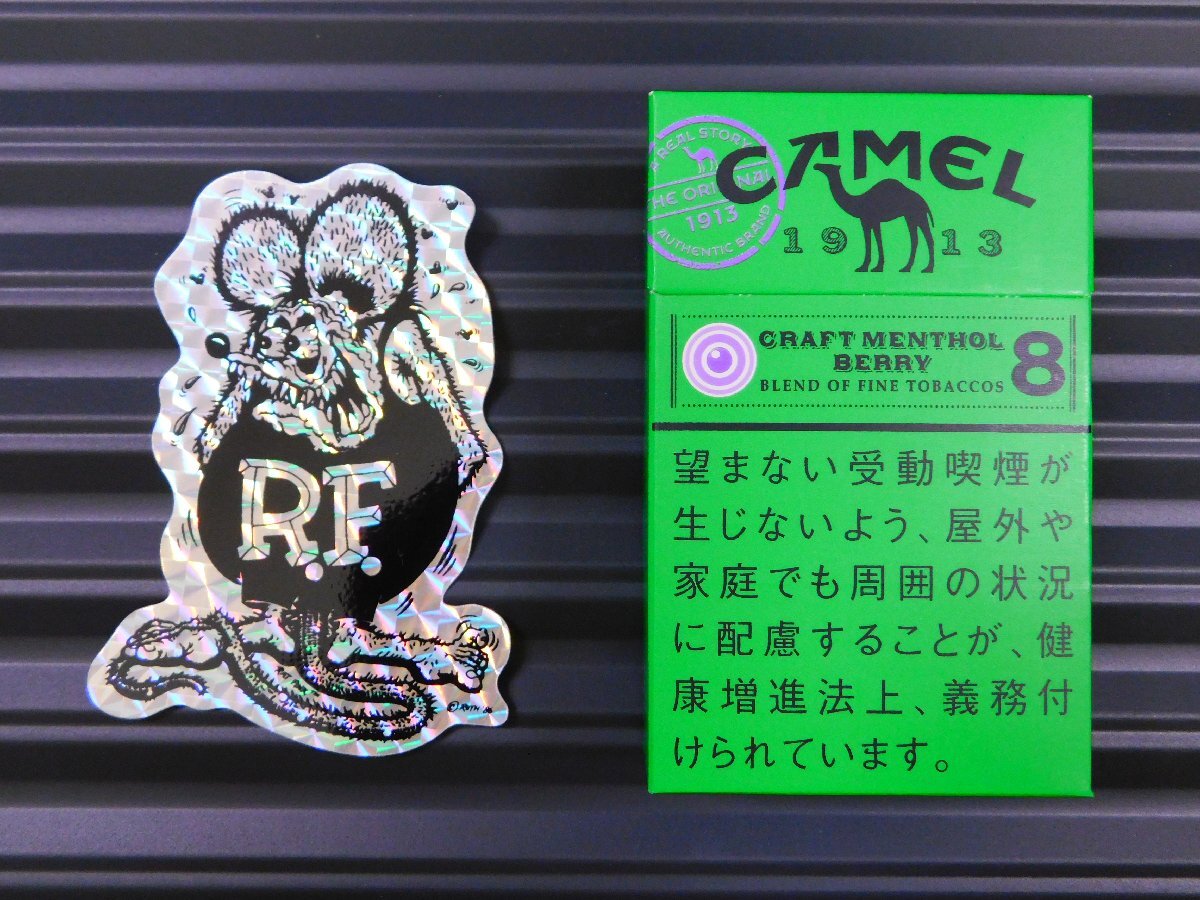 R.F.
© ROTH
A REAL STORY
THE ORIGINAL
1913
AUTHENTIC BRAND
CAMEL
1913
CRAFT MENTHOL
BERRY
BLEND OF FINE TOBACCOS
8
望まない受動喫煙が
生じないよう、屋外や
家庭でも周囲の状況
に配慮することが、健
康増進法上、義務付
けられています。